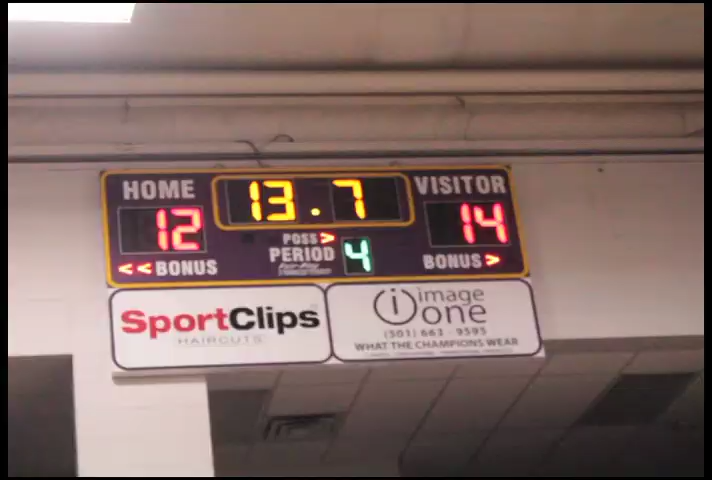 HOME 13.7 VISITOR
12 POSS > 14
<< BONUS PERIOD 4 BONUS >
SportClips
HAIRCUTS
image
one
(501) 663 - 9595
WHAT THE CHAMPIONS WEAR